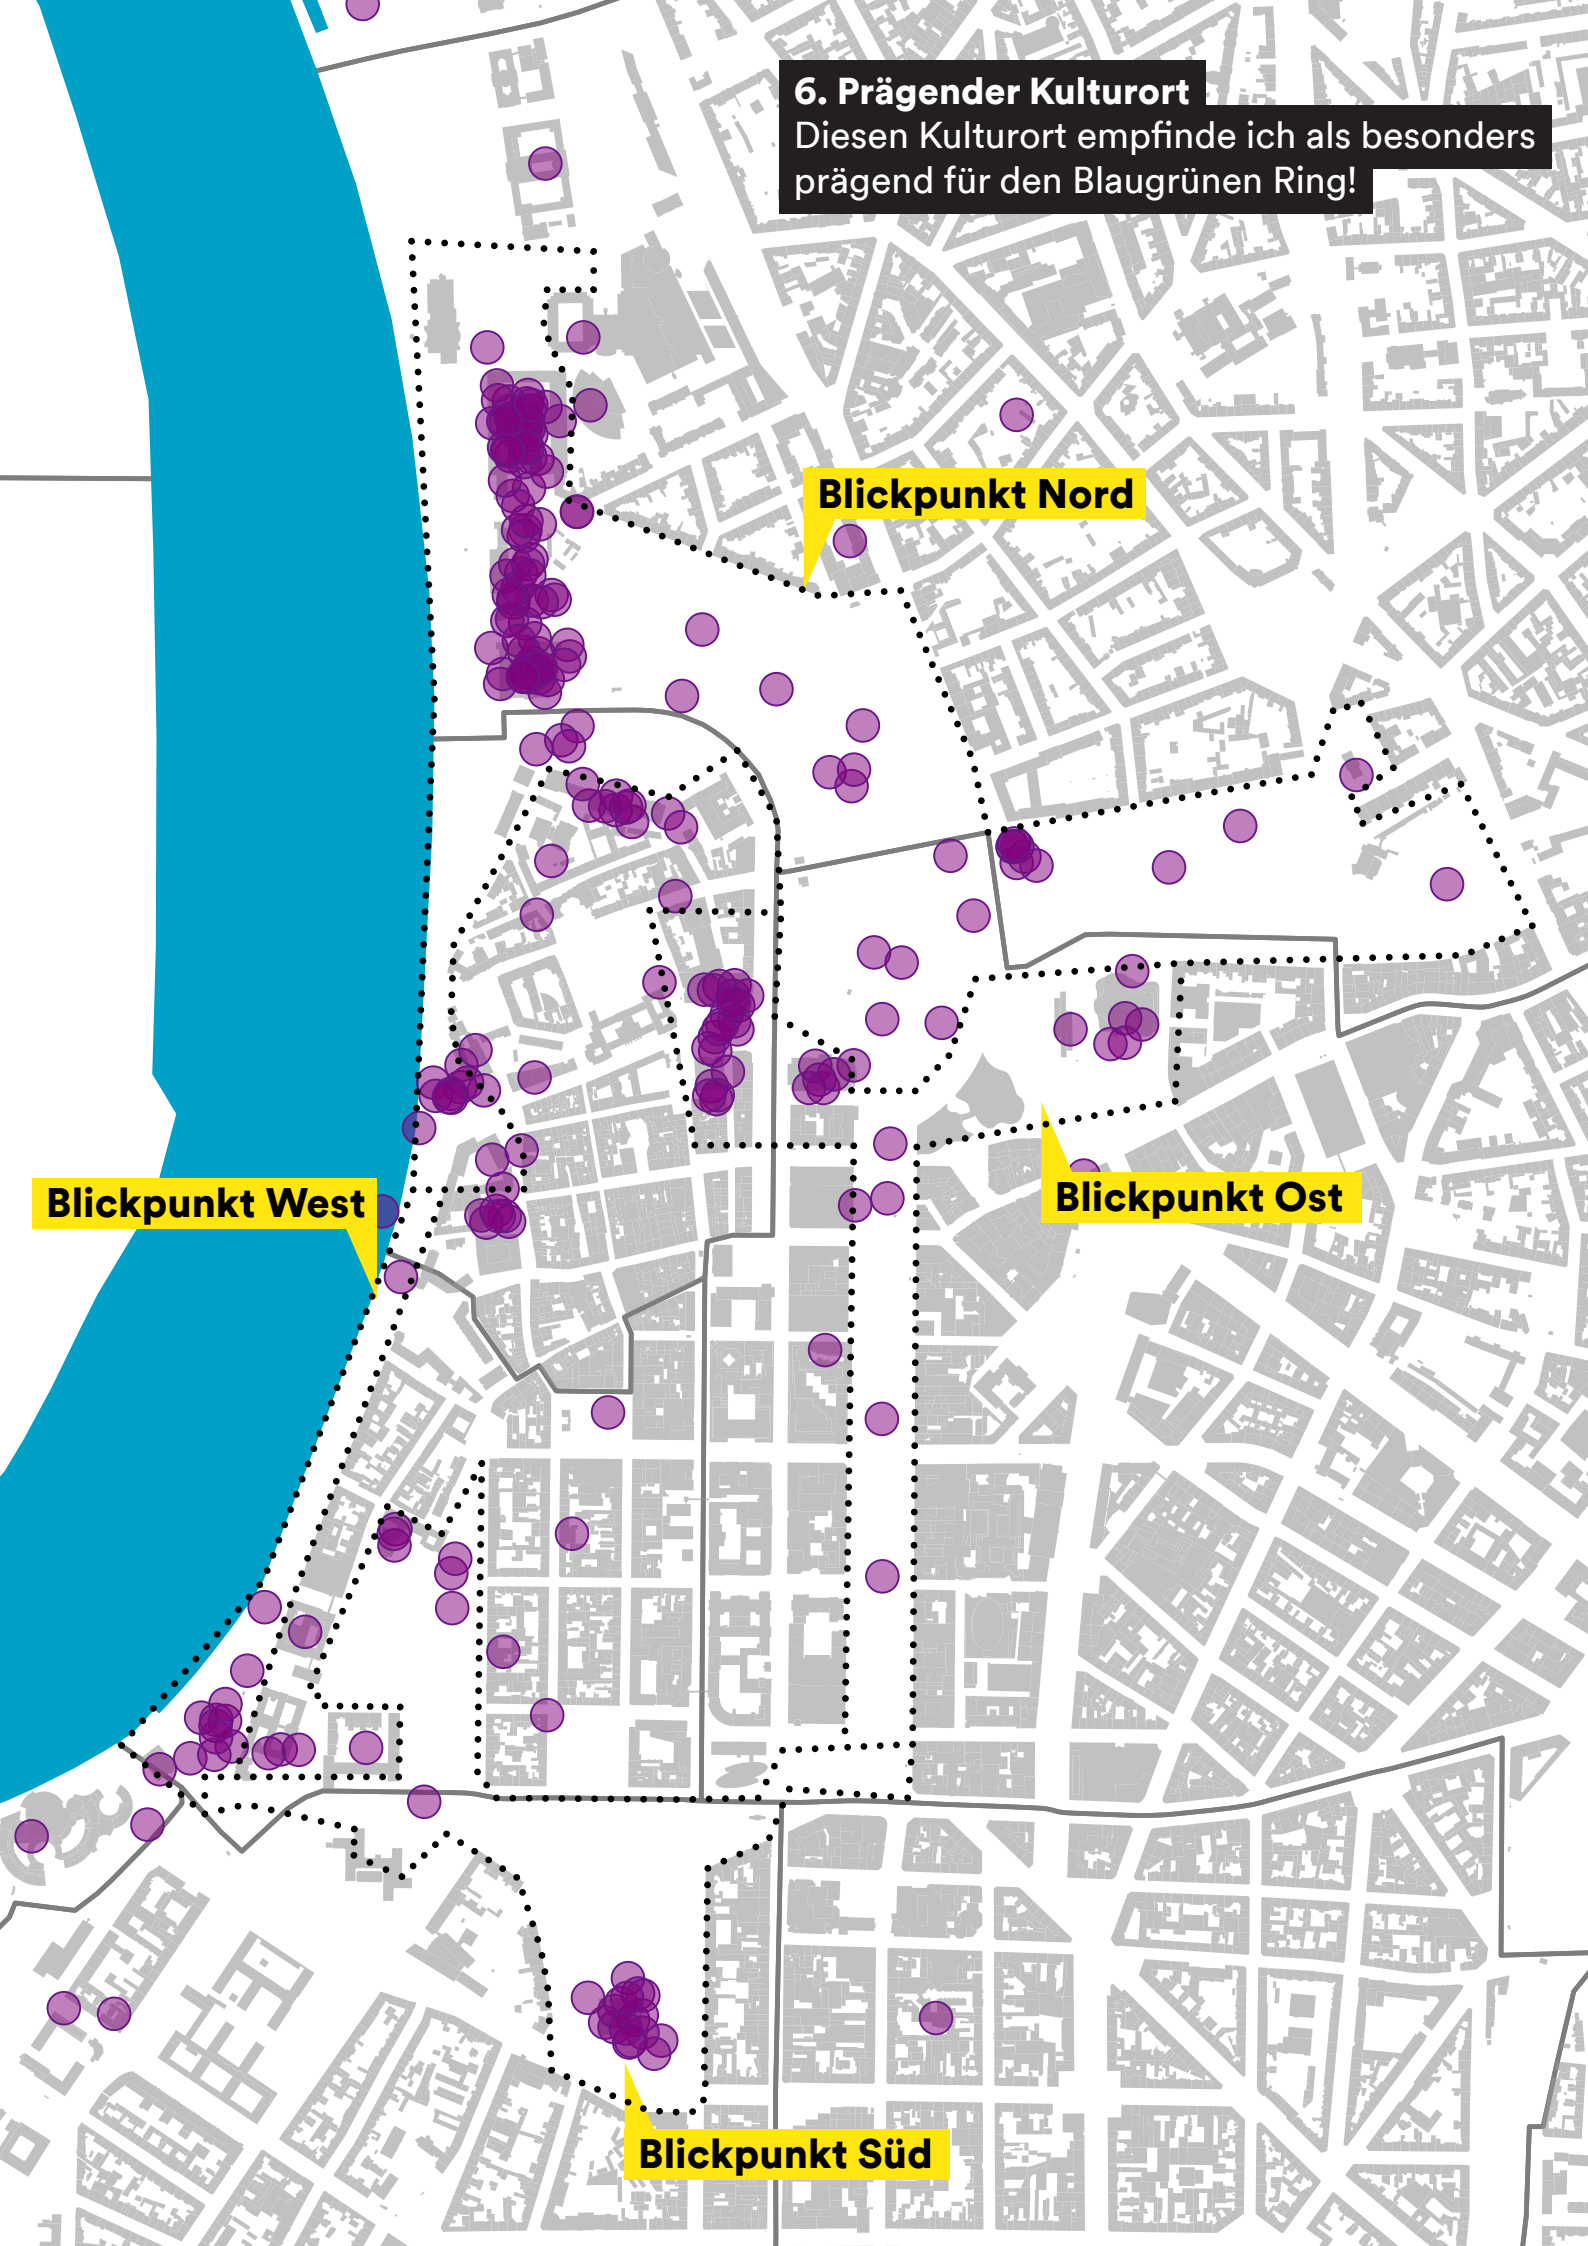 6. Prägender Kulturort
Diesen Kulturort empfinde ich als besonders
prägend für den Blaugrünen Ring!
Blickpunkt Nord
Blickpunkt West
Blickpunkt Ost
Blickpunkt Süd